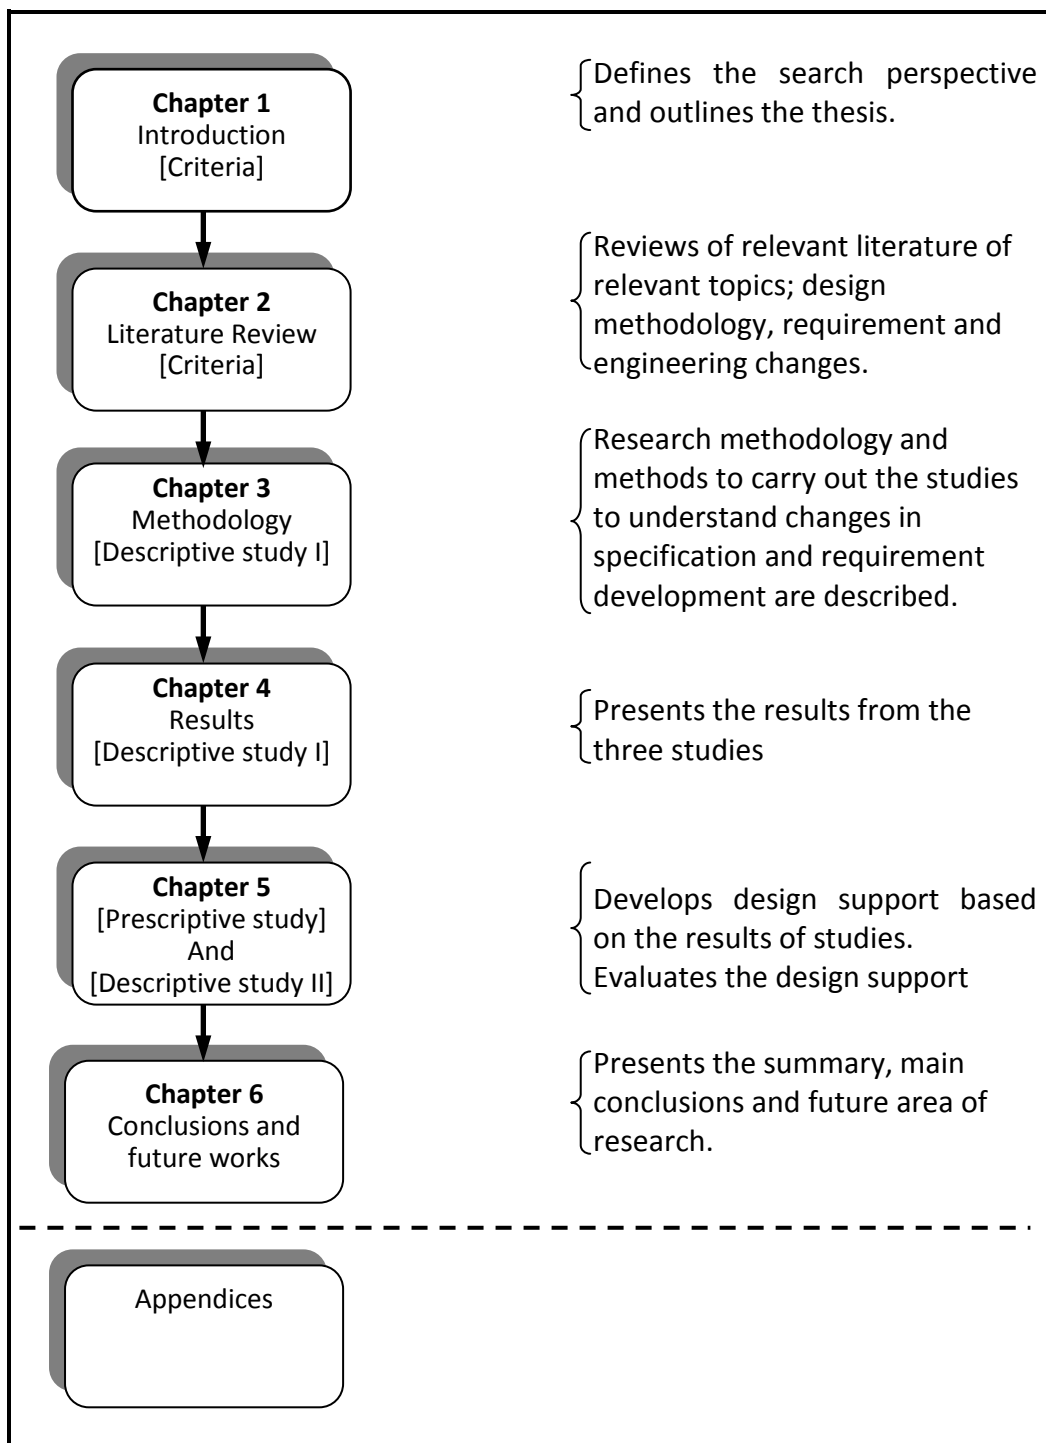 Chapter 1
Introduction
[Criteria]
Defines the search perspective
and outlines the thesis.
Chapter 2
Literature Review
[Criteria]
Reviews of relevant literature of
relevant topics; design
methodology, requirement and
engineering changes.
Chapter 3
Methodology
[Descriptive study I]
Research methodology and
methods to carry out the studies
to understand changes in
specification and requirement
development are described.
Chapter 4
Results
[Descriptive study I]
Presents the results from the
three studies
Chapter 5
[Prescriptive study]
And
[Descriptive study II]
Develops design support based
on the results of studies.
Evaluates the design support
Chapter 6
Conclusions and
future works
Presents the summary, main
conclusions and future area of
research.
Appendices